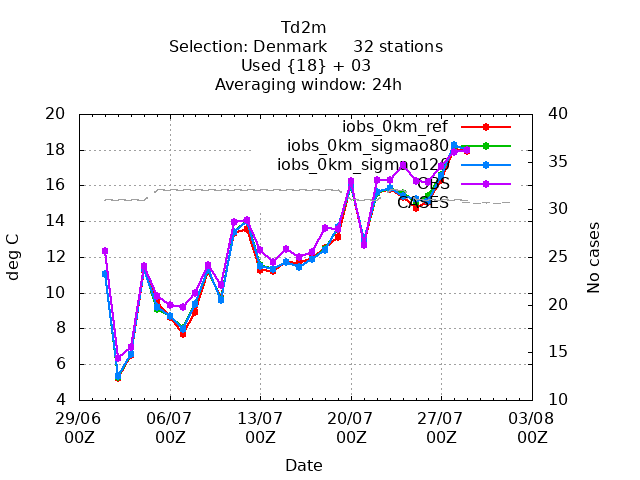 Td2m
Selection: Denmark 32 stations
Used {18} + 03
Averaging window: 24h
iobs_0km_ref
iobs_0km_sigmao80
iobs_0km_sigmao120
OBS
CASES
deg C
20
18
16
14
12
10
8
6
4
No cases
40
35
30
25
20
15
10
29/06 06/07 13/07 20/07 27/07 03/08
00Z 00Z 00Z 00Z 00Z 00Z
Date